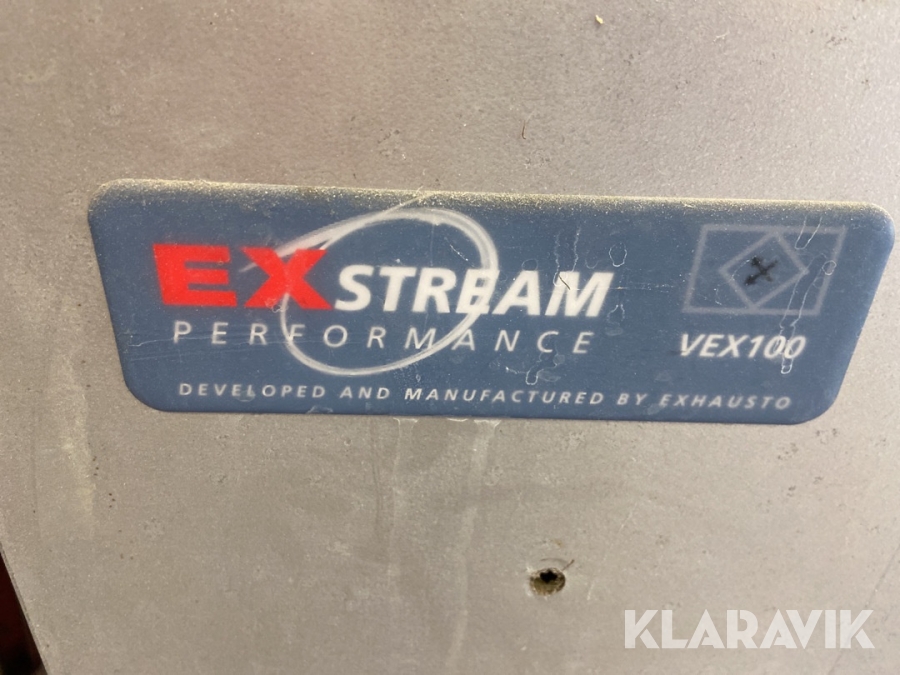 EXSTREAM
PERFORMANCE
VEX100
DEVELOPED AND MANUFACTURED BY EXHAUSTO
KLARAVIK